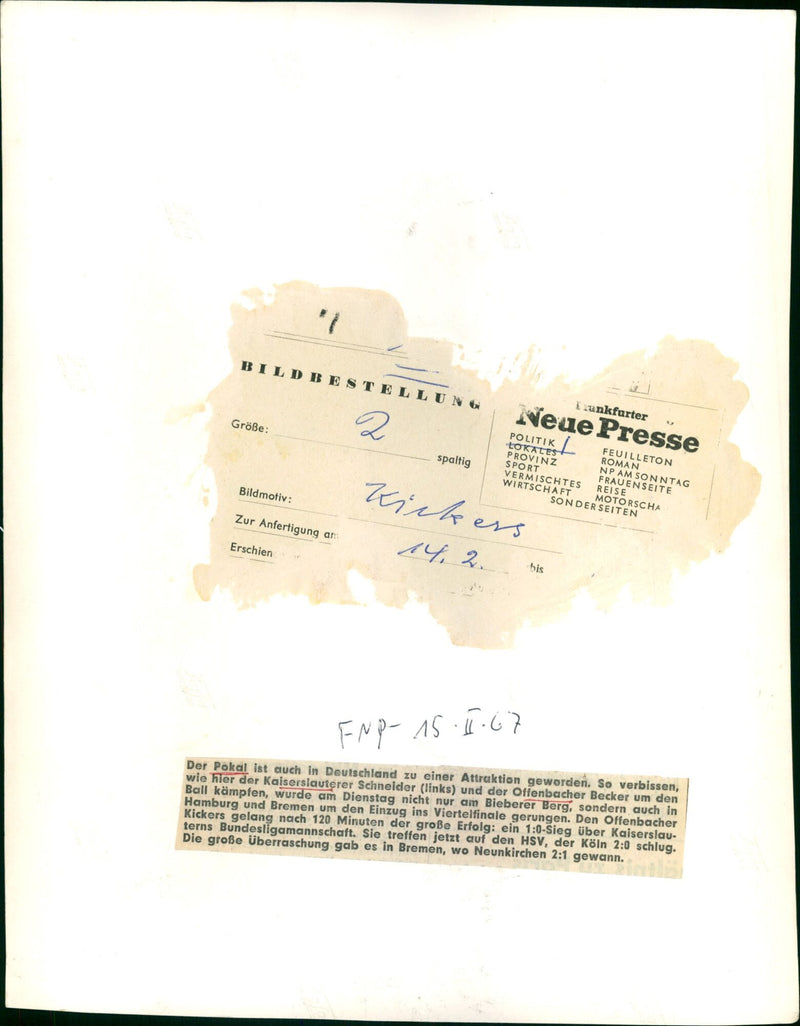 BILDBESTELLUNG
Größe: 2 spaltig
Bildmotiv: Kickers
Zur Anfertigung an:
14. 2. bis
Erschien
Frankfurter
Neue Presse
POLITIK
LOKALES
PROVINZ
SPORT
VERMISCHTES
WIRTSCHAFT
FEUILLETON
ROMAN
NP AM SONNTAG
FRAUENSEITE
REISE
MOTORSCHA
SONDERSEITEN
FNP- 15·II·67
Der Pokal ist auch in Deutschland zu einer Attraktion geworden. So verbissen,
wie hier der Kaiserslauterer Schneider (links) und der Offenbacher Becker um den
Ball kämpfen, wurde am Dienstag nicht nur am Bieberer Berg, sondern auch in
Hamburg und Bremen um den Einzug ins Viertelfinale gerungen. Den Offenbacher
Kickers gelang nach 120 Minuten der große Erfolg: ein 1:0-Sieg über Kaiserslau-
terns Bundesligamannschaft. Sie treffen jetzt auf den HSV, der Köln 2:0 schlug.
Die große Überraschung gab es in Bremen, wo Neunkirchen 2:1 gewann.